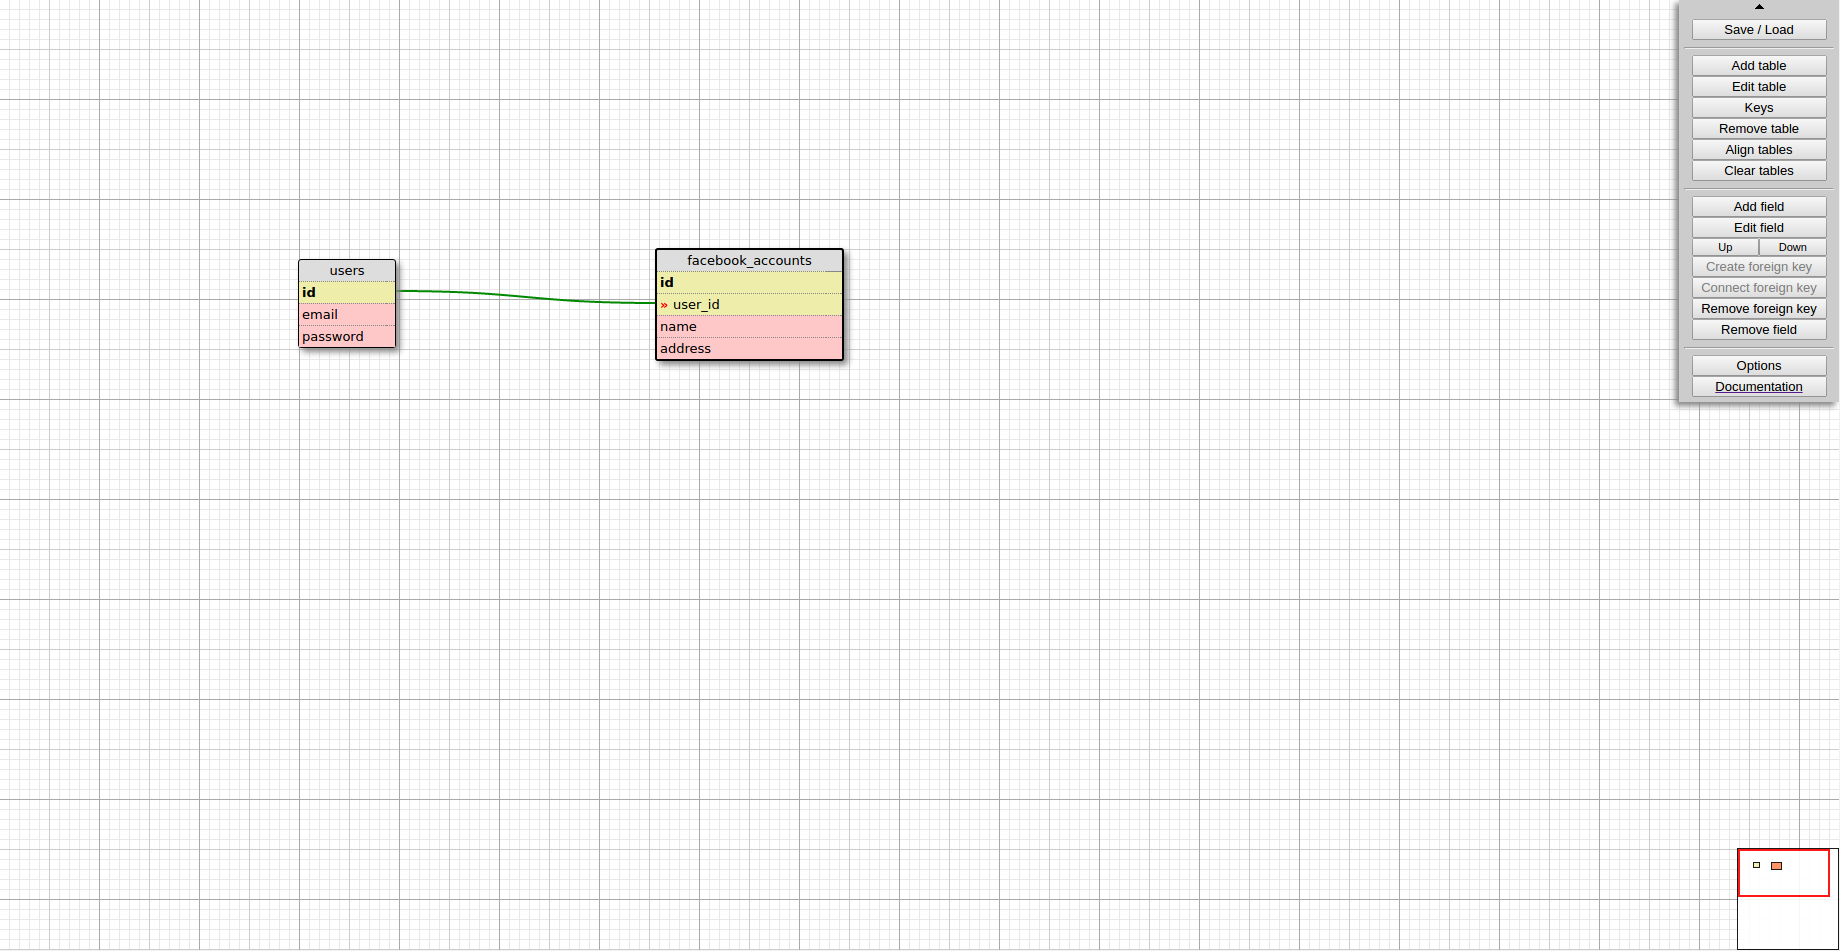 users
id
email
password
facebook_accounts
id
» user_id
name
address
Save / Load
Add table
Edit table
Keys
Remove table
Align tables
Clear tables
Add field
Edit field
Up Down
Create foreign key
Connect foreign key
Remove foreign key
Remove field
Options
Documentation